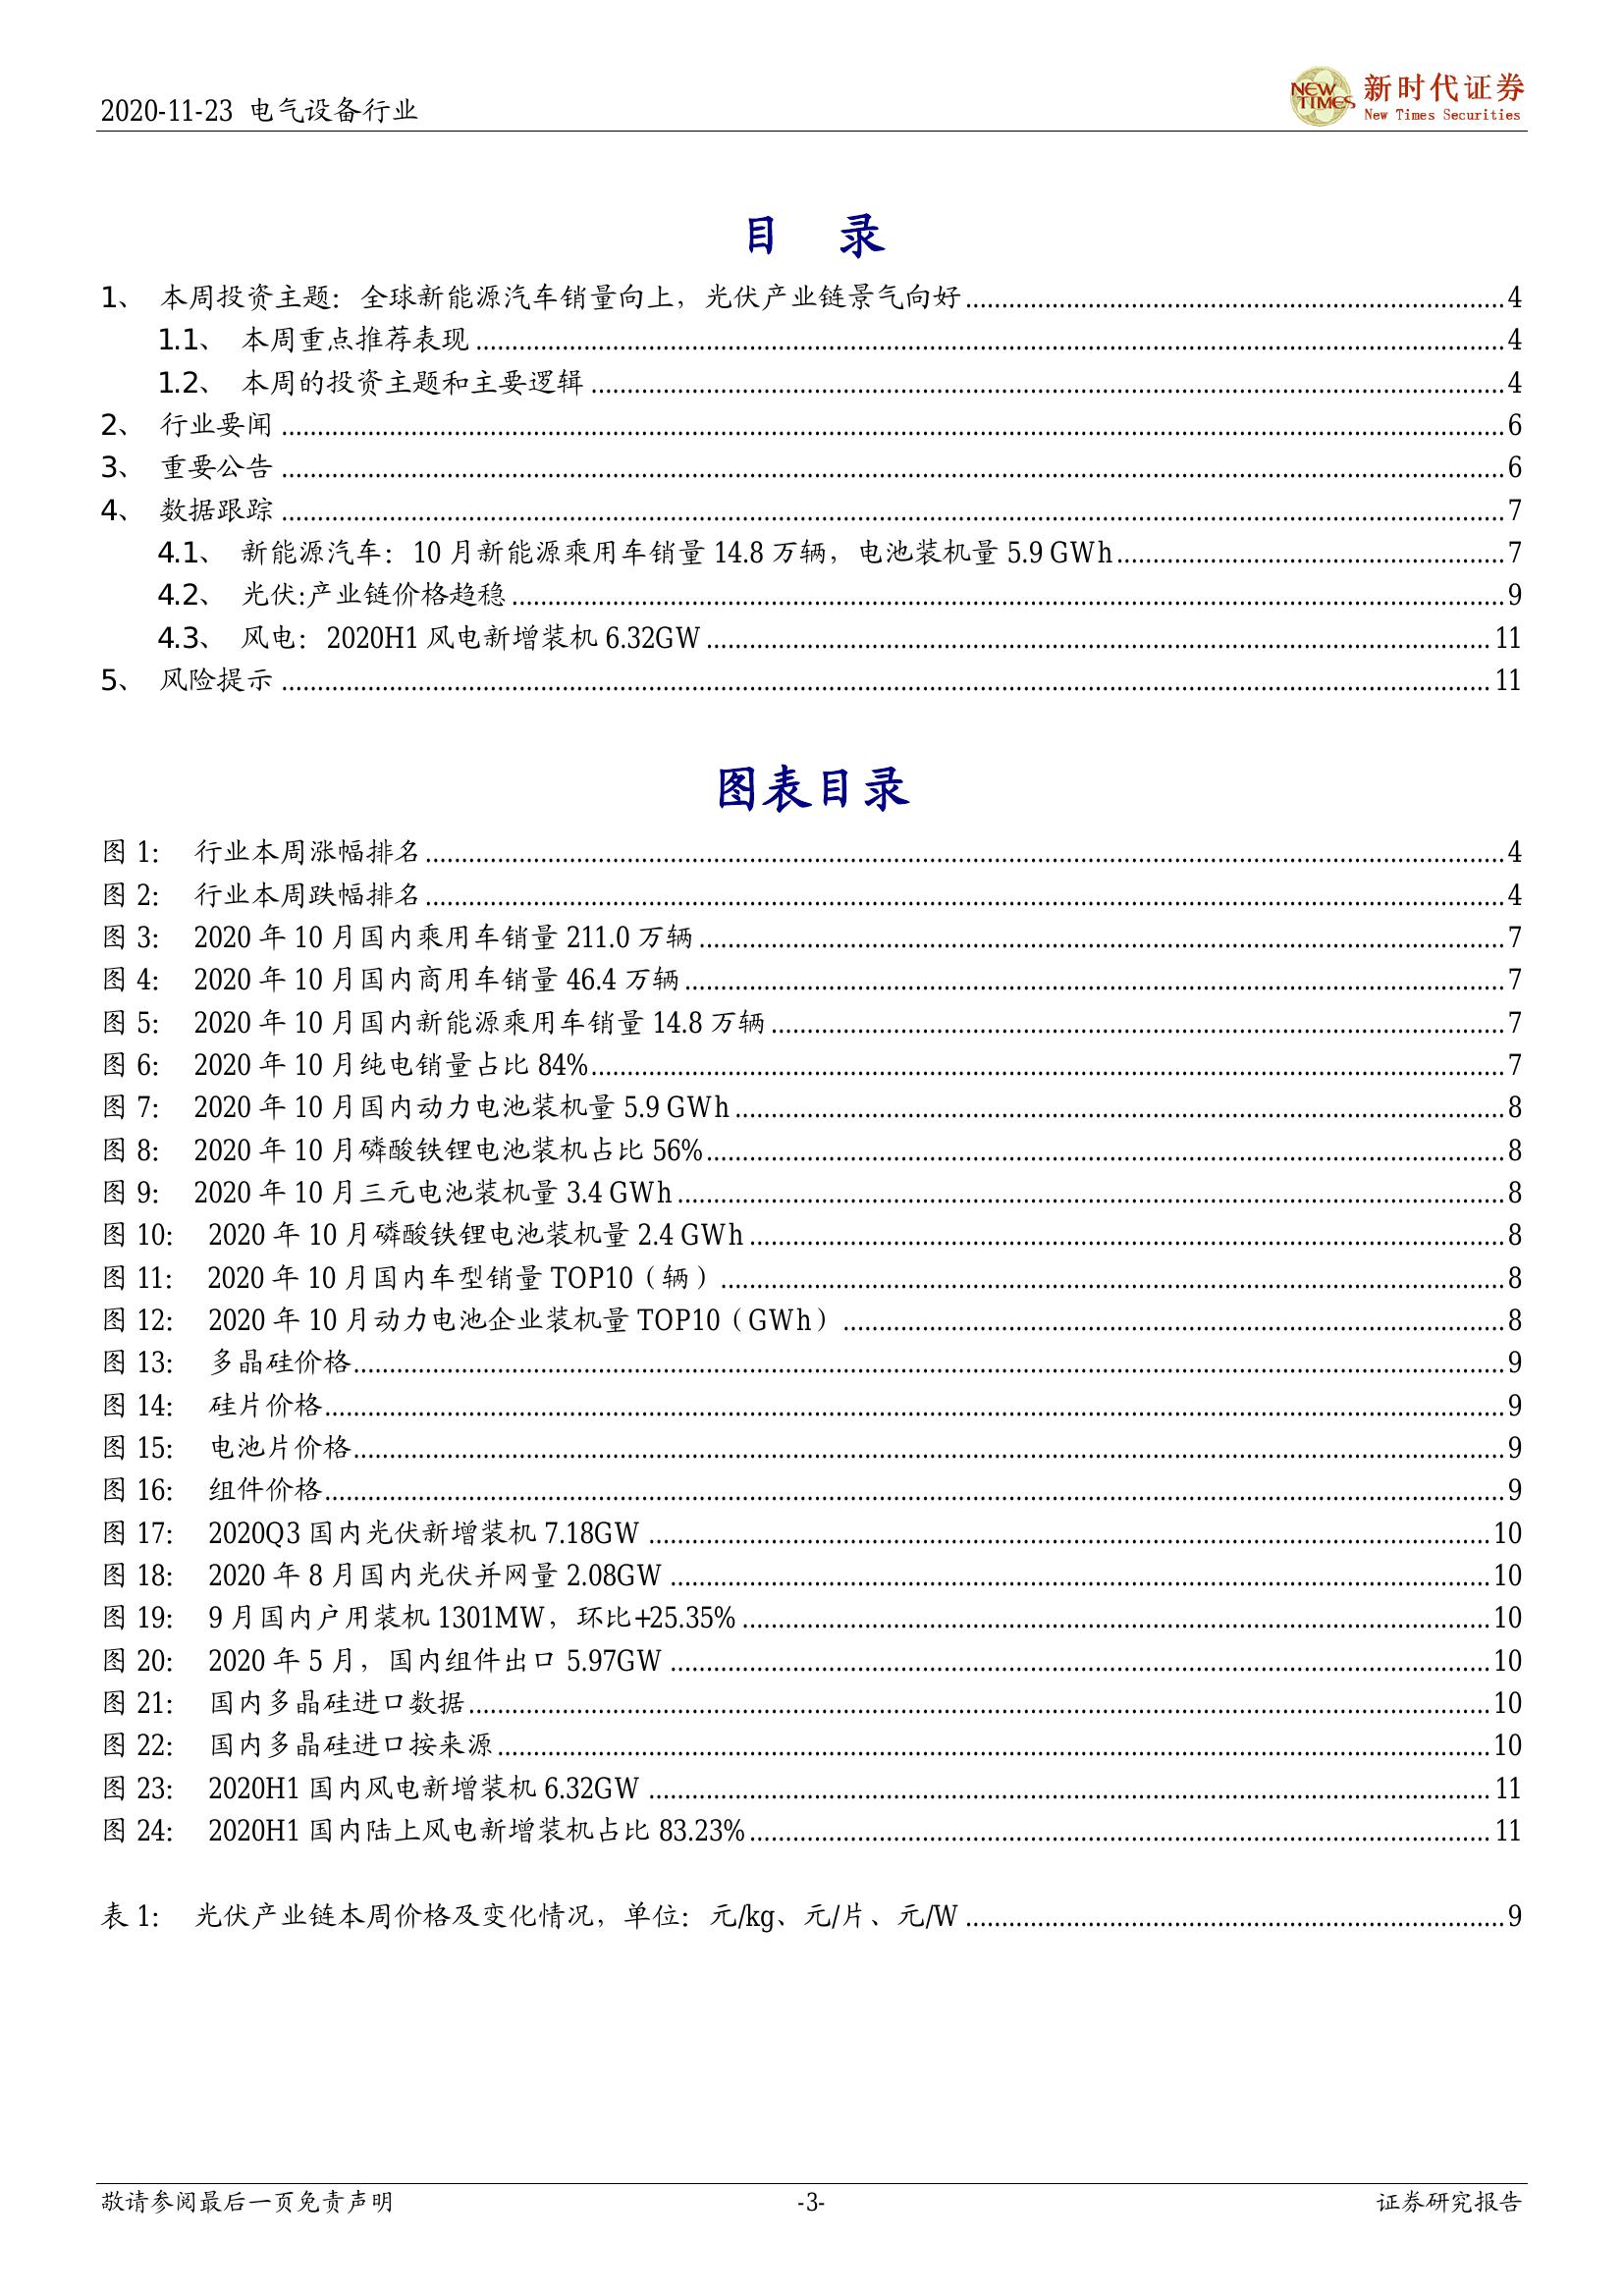 2020-11-23 电气设备行业
NEW TIMES 新时代证券
New Times Securities
目 录
1、 本周投资主题：全球新能源汽车销量向上，光伏产业链景气向好 4
1.1、 本周重点推荐表现 4
1.2、 本周的投资主题和主要逻辑 4
2、 行业要闻 6
3、 重要公告 6
4、 数据跟踪 7
4.1、 新能源汽车：10 月新能源乘用车销量 14.8 万辆，电池装机量 5.9 GWh 7
4.2、 光伏:产业链价格趋稳 9
4.3、 风电：2020H1 风电新增装机 6.32GW 11
5、 风险提示 11
图表目录
图 1: 行业本周涨幅排名 4
图 2: 行业本周跌幅排名 4
图 3: 2020 年 10 月国内乘用车销量 211.0 万辆 7
图 4: 2020 年 10 月国内商用车销量 46.4 万辆 7
图 5: 2020 年 10 月国内新能源乘用车销量 14.8 万辆 7
图 6: 2020 年 10 月纯电销量占比 84% 7
图 7: 2020 年 10 月国内动力电池装机量 5.9 GWh 8
图 8: 2020 年 10 月磷酸铁锂电池装机占比 56% 8
图 9: 2020 年 10 月三元电池装机量 3.4 GWh 8
图 10: 2020 年 10 月磷酸铁锂电池装机量 2.4 GWh 8
图 11: 2020 年 10 月国内车型销量 TOP10（辆） 8
图 12: 2020 年 10 月动力电池企业装机量 TOP10（GWh） 8
图 13: 多晶硅价格 9
图 14: 硅片价格 9
图 15: 电池片价格 9
图 16: 组件价格 9
图 17: 2020Q3 国内光伏新增装机 7.18GW 10
图 18: 2020 年 8 月国内光伏并网量 2.08GW 10
图 19: 9 月国内户用装机 1301MW，环比+25.35% 10
图 20: 2020 年 5 月，国内组件出口 5.97GW 10
图 21: 国内多晶硅进口数据 10
图 22: 国内多晶硅进口按来源 10
图 23: 2020H1 国内风电新增装机 6.32GW 11
图 24: 2020H1 国内陆上风电新增装机占比 83.23% 11
表 1: 光伏产业链本周价格及变化情况，单位：元/kg、元/片、元/W 9
敬请参阅最后一页免责声明 -3- 证券研究报告